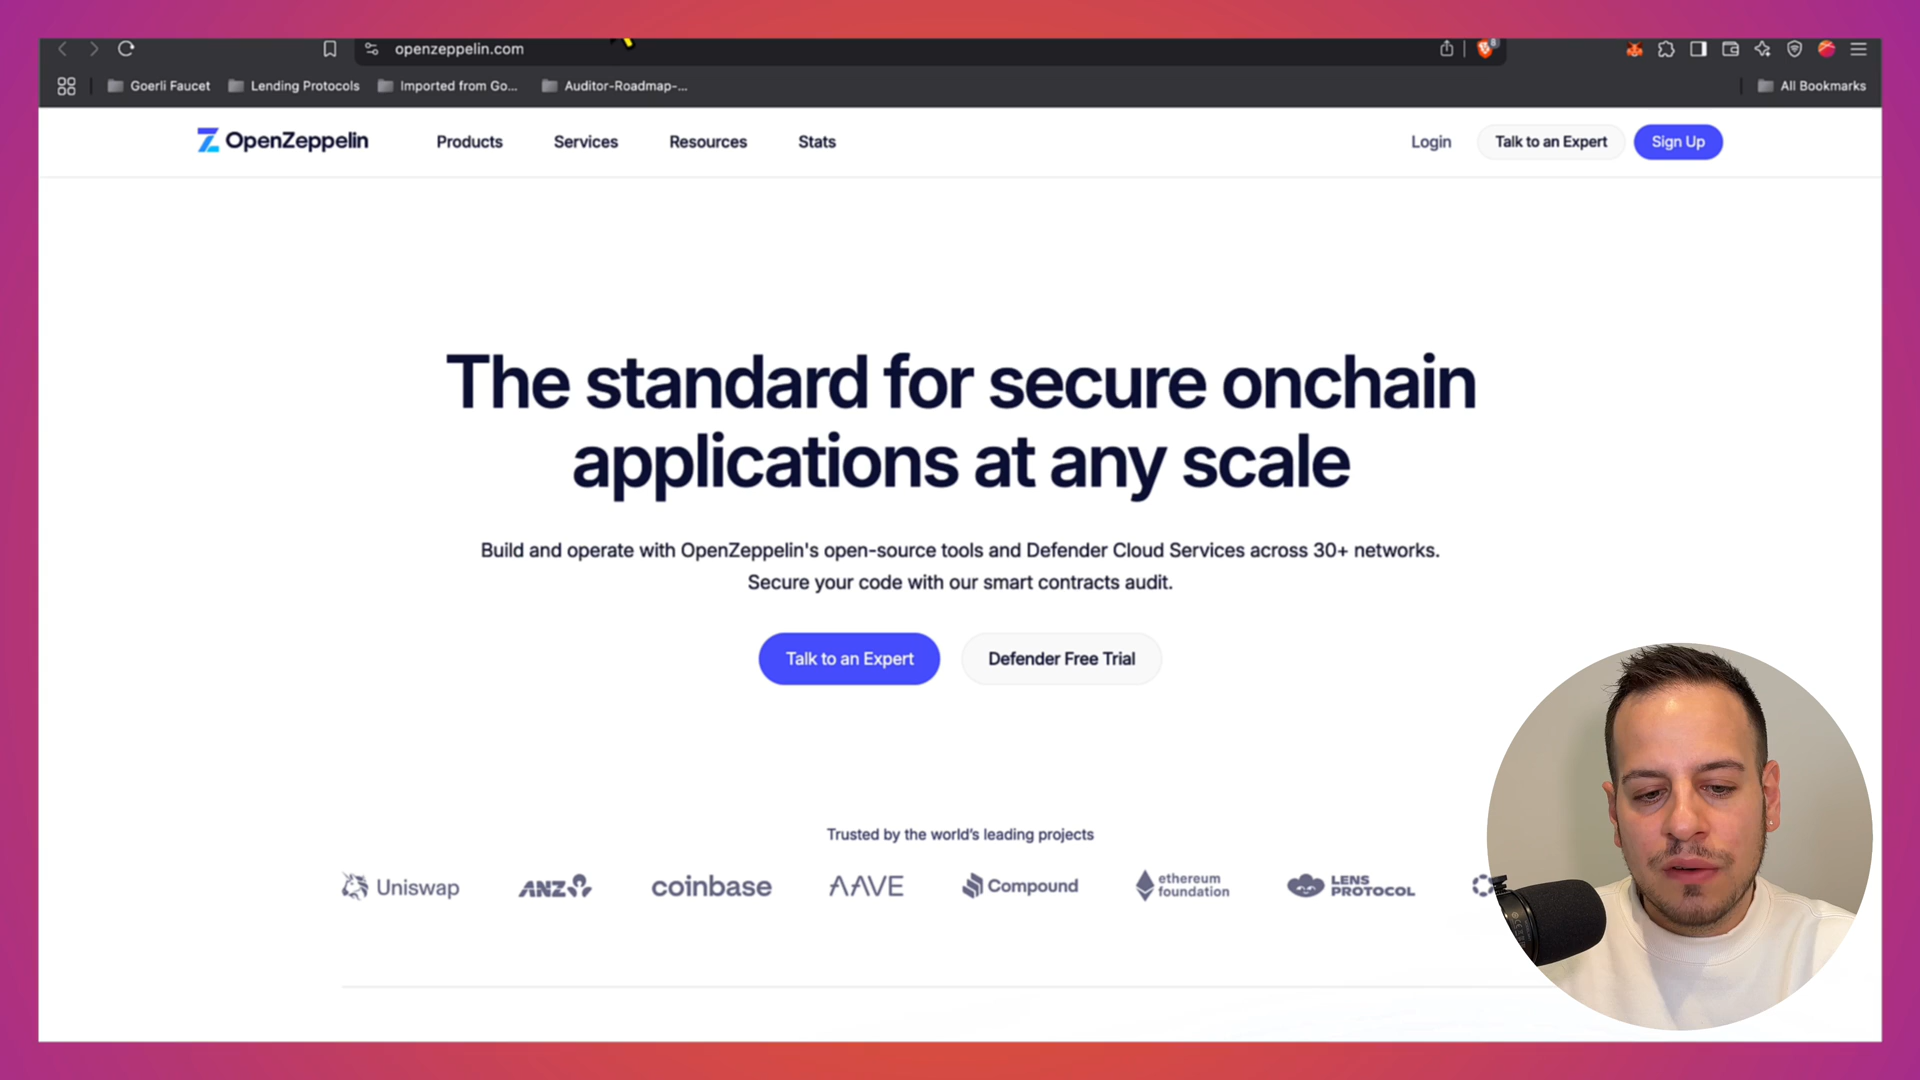 openzeppelin.com
8
Goerli Faucet
Lending Protocols
Imported from Go...
Auditor-Roadmap-...
All Bookmarks
OpenZeppelin
Products
Services
Resources
Stats
Login
Talk to an Expert
Sign Up
The standard for secure onchain
applications at any scale
Build and operate with OpenZeppelin's open-source tools and Defender Cloud Services across 30+ networks.
Secure your code with our smart contracts audit.
Talk to an Expert
Defender Free Trial
Trusted by the world's leading projects
Uniswap
ANZ
coinbase
AAVE
Compound
ethereum
foundation
LENS
PROTOCOL